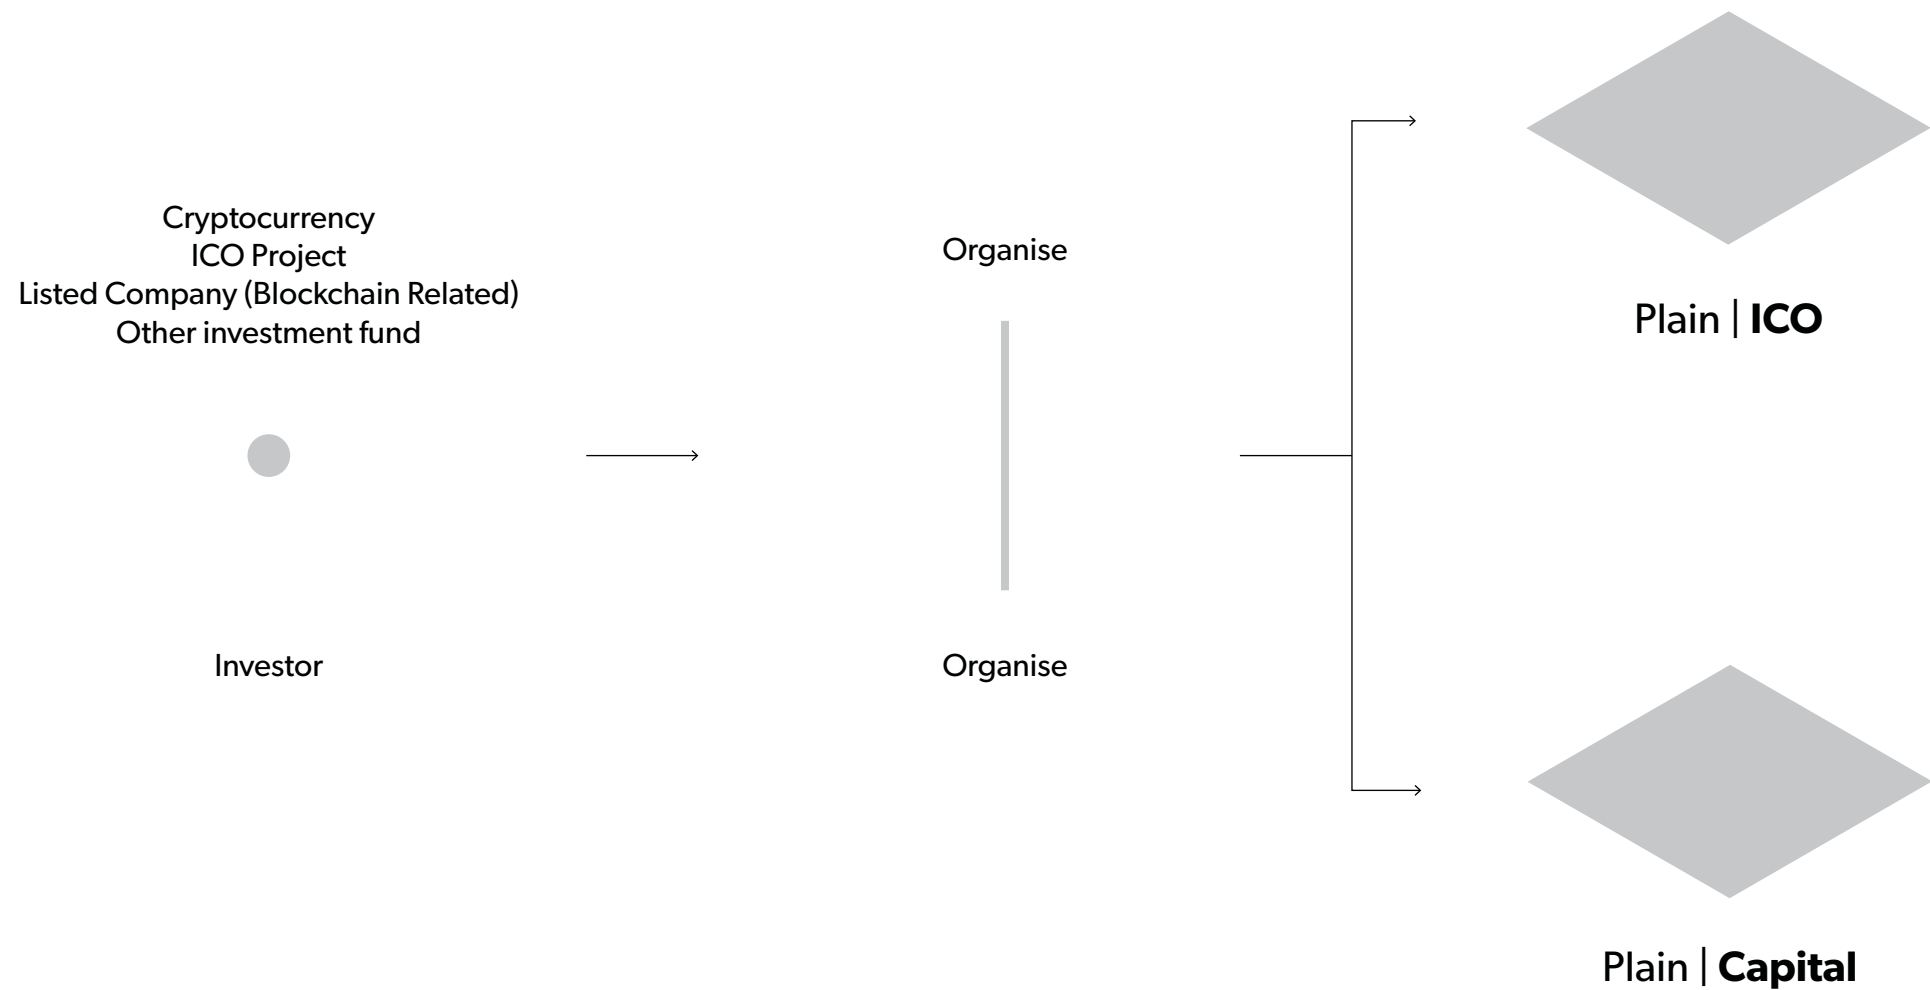 Cryptocurrency
ICO Project
Listed Company (Blockchain Related)
Other investment fund
Investor
Organise
Organise
Plain | ICO
Plain | Capital